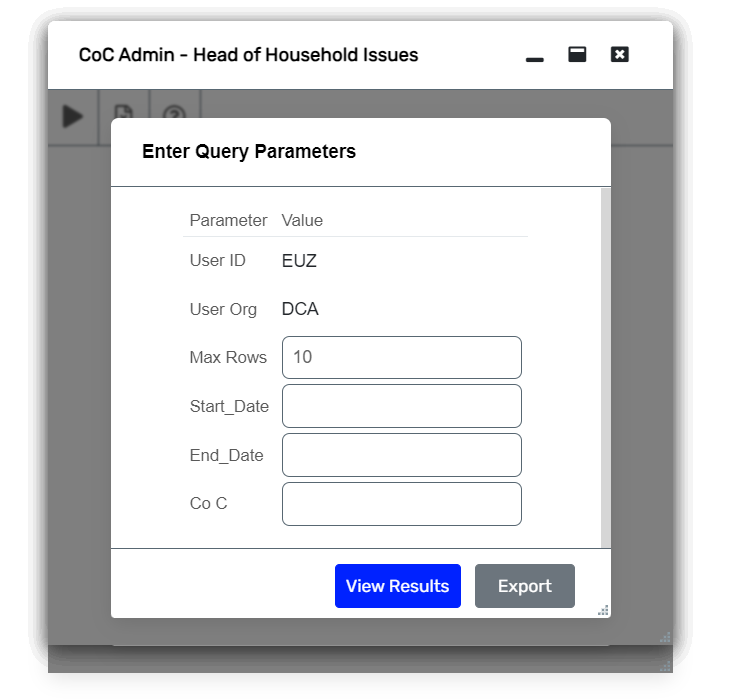 CoC Admin - Head of Household Issues
Enter Query Parameters
Parameter Value
User ID EUZ
User Org DCA
Max Rows 10
Start_Date
End_Date
Co C
View Results Export